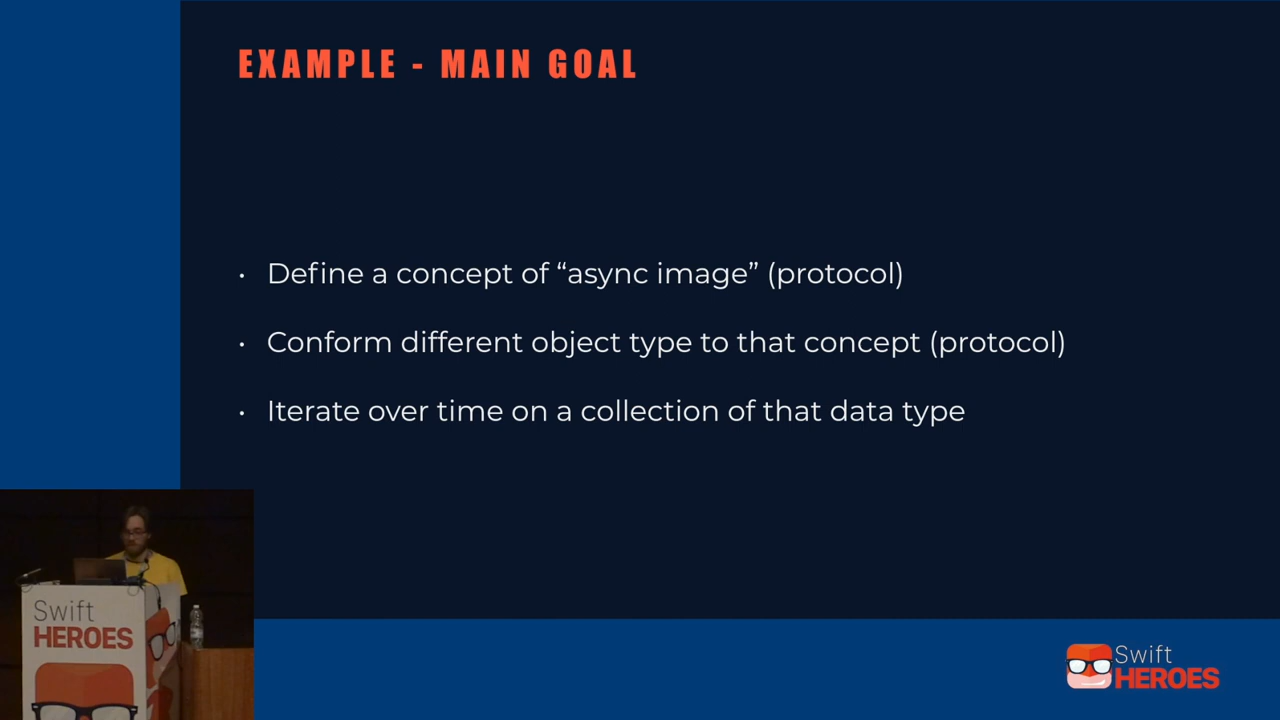 EXAMPLE - MAIN GOAL
• Define a concept of “async image” (protocol)
• Conform different object type to that concept (protocol)
• Iterate over time on a collection of that data type
Swift
HEROES
Swift
HEROES